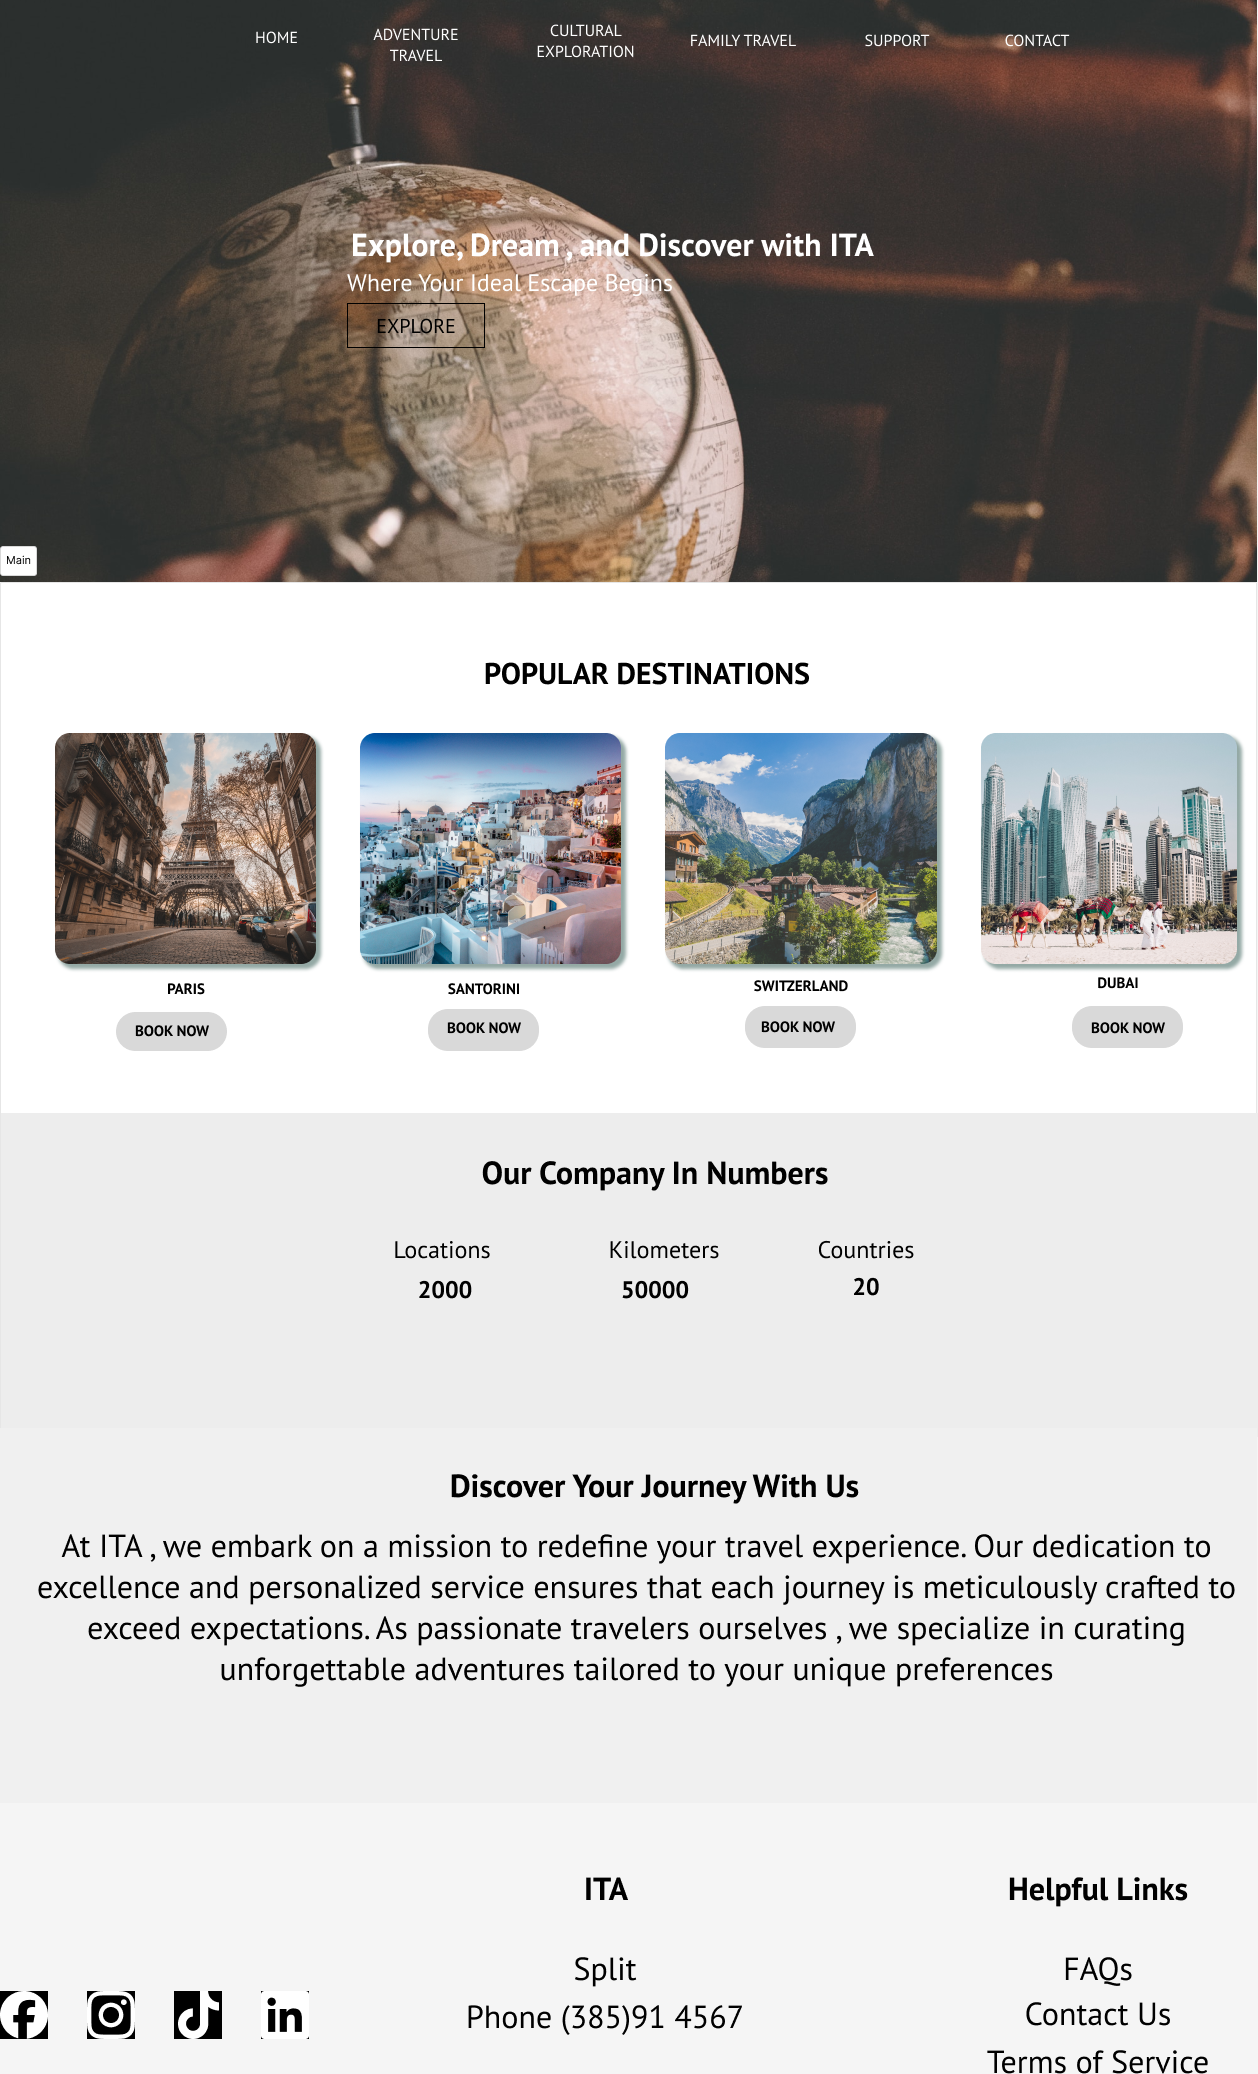 HOME
ADVENTURE
TRAVEL
CULTURAL
EXPLORATION
FAMILY TRAVEL
SUPPORT
CONTACT
Explore, Dream , and Discover with ITA
Where Your Ideal Escape Begins
EXPLORE
Main
POPULAR DESTINATIONS
PARIS
SANTORINI
SWITZERLAND
DUBAI
BOOK NOW
BOOK NOW
BOOK NOW
BOOK NOW
Our Company In Numbers
Locations
Kilometers
Countries
2000
50000
20
Discover Your Journey With Us
At ITA , we embark on a mission to redefine your travel experience. Our dedication to
excellence and personalized service ensures that each journey is meticulously crafted to
exceed expectations. As passionate travelers ourselves , we specialize in curating
unforgettable adventures tailored to your unique preferences
ITA
Split
Phone (385)91 4567
Helpful Links
FAQs
Contact Us
Terms of Service